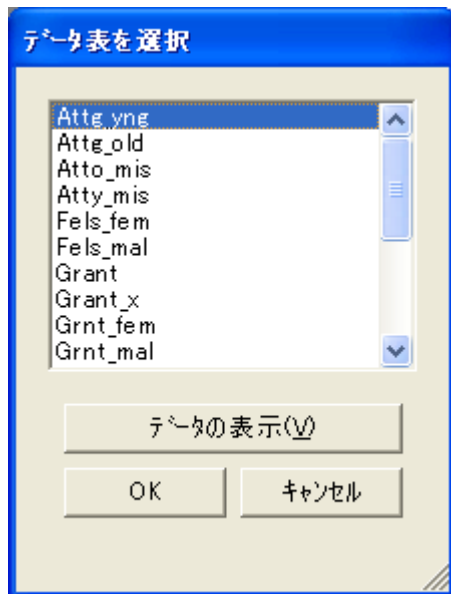 ﾃﾞｰﾀ表を選択
Attg_yng
Attg_old
Atto_mis
Atty_mis
Fels_fem
Fels_mal
Grant
Grant_x
Grnt_fem
Grnt_mal
ﾃﾞｰﾀの表示(V)
OK
ｷｬﾝｾﾙ